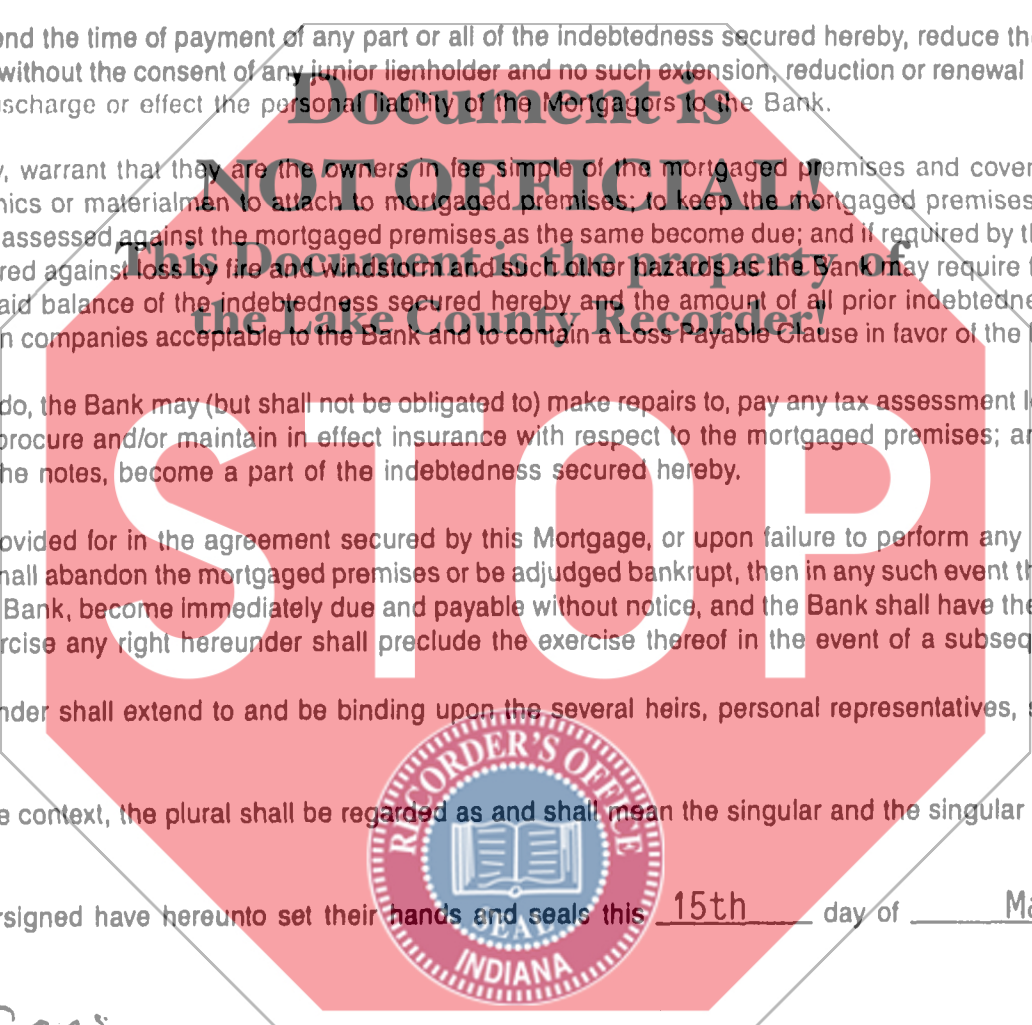 end the time of payment of any part or all of the indebtedness secured hereby, reduce the
without the consent of any junior lienholder and no such extension, reduction or renewal
scharge or effect the personal liability of the Mortgagors to the Bank.
Document is
y, warrant that they are the owners in fee simple of the mortgaged premises and coven
NOT OFFICIAL!
nics or materialmen to attach to mortgaged premises; to keep the mortgaged premises
assessed against the mortgaged premises as the same become due; and if required by th
This Document is the property of
red against loss by fire and windstorm and such other hazards as the Bank may require f
aid balance of the indebtedness secured hereby and the amount of all prior indebtedne
the Lake County Recorder!
n companies acceptable to the Bank and to contain a Loss Payable Clause in favor of the
do, the Bank may (but shall not be obligated to) make repairs to, pay any tax assessment l
procure and/or maintain in effect insurance with respect to the mortgaged premises; an
he notes, become a part of the indebtedness secured hereby.
STOP
ovided for in the agreement secured by this Mortgage, or upon failure to perform any
hall abandon the mortgaged premises or be adjudged bankrupt, then in any such event th
Bank, become immediately due and payable without notice, and the Bank shall have the
rcise any right hereunder shall preclude the exercise thereof in the event of a subseq
nder shall extend to and be binding upon the several heirs, personal representatives, s
RECORDER'S OFFICE
e context, the plural shall be regarded as and shall mean the singular and the singular
rsigned have hereunto set their hands and seals this 15th day of Ma
SEAL
INDIANA